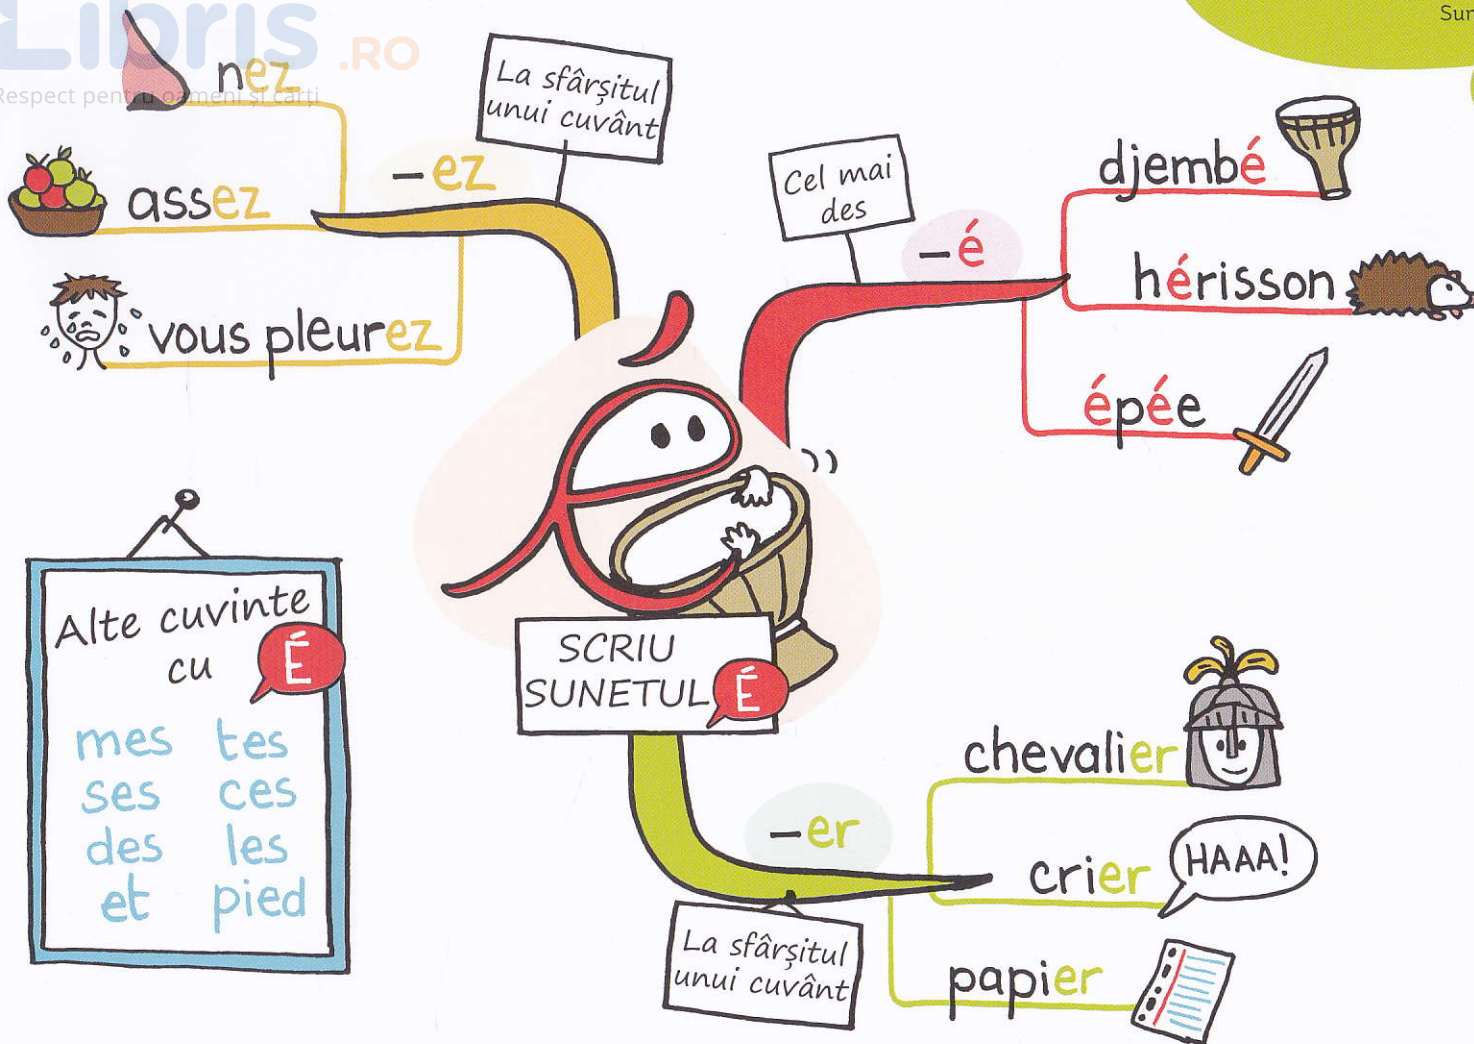 Libris .RO
Respect pentru oameni și cărți
Sun
nez
assez
vous pleurez
–ez
La sfârșitul
unui cuvânt
Cel mai
des
–é
djembé
hérisson
épée
Alte cuvinte
cu É
mes tes
ses ces
des les
et pied
SCRIU
SUNETUL É
–er
La sfârșitul
unui cuvânt
chevalier
crier
HAAA!
papier